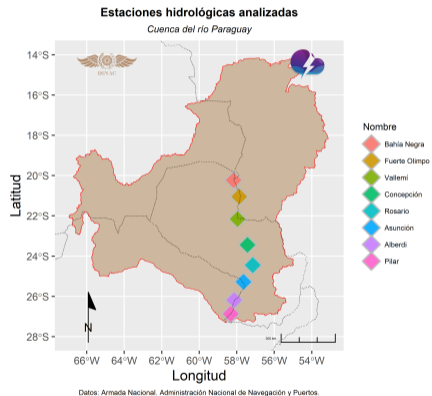 Estaciones hidrológicas analizadas
Cuenca del río Paraguay
14°S
16°S
18°S
20°S
22°S
24°S
26°S
28°S
Latitud
DINAC
N
66°W 64°W 62°W 60°W 58°W 56°W 54°W
Longitud
Nombre
Bahía Negra
Fuerte Olimpo
Vallemí
Concepción
Rosario
Asunción
Alberdi
Pilar
Datos: Armada Nacional. Administración Nacional de Navegación y Puertos.